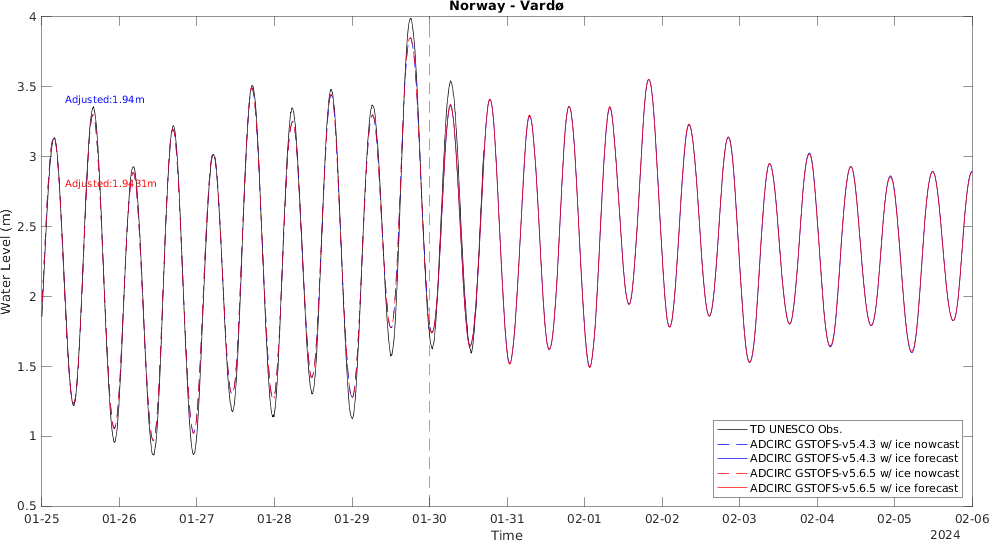 Norway - Vardø
4
3.5
3
2.5
2
1.5
1
0.5
Water Level (m)
Adjusted:1.94m
Adjusted:1.9431m
TD UNESCO Obs.
ADCIRC GSTOFS-v5.4.3 w/ ice nowcast
ADCIRC GSTOFS-v5.4.3 w/ ice forecast
ADCIRC GSTOFS-v5.6.5 w/ ice nowcast
ADCIRC GSTOFS-v5.6.5 w/ ice forecast
01-25 01-26 01-27 01-28 01-29 01-30 01-31 02-01 02-02 02-03 02-04 02-05 02-06
Time
2024